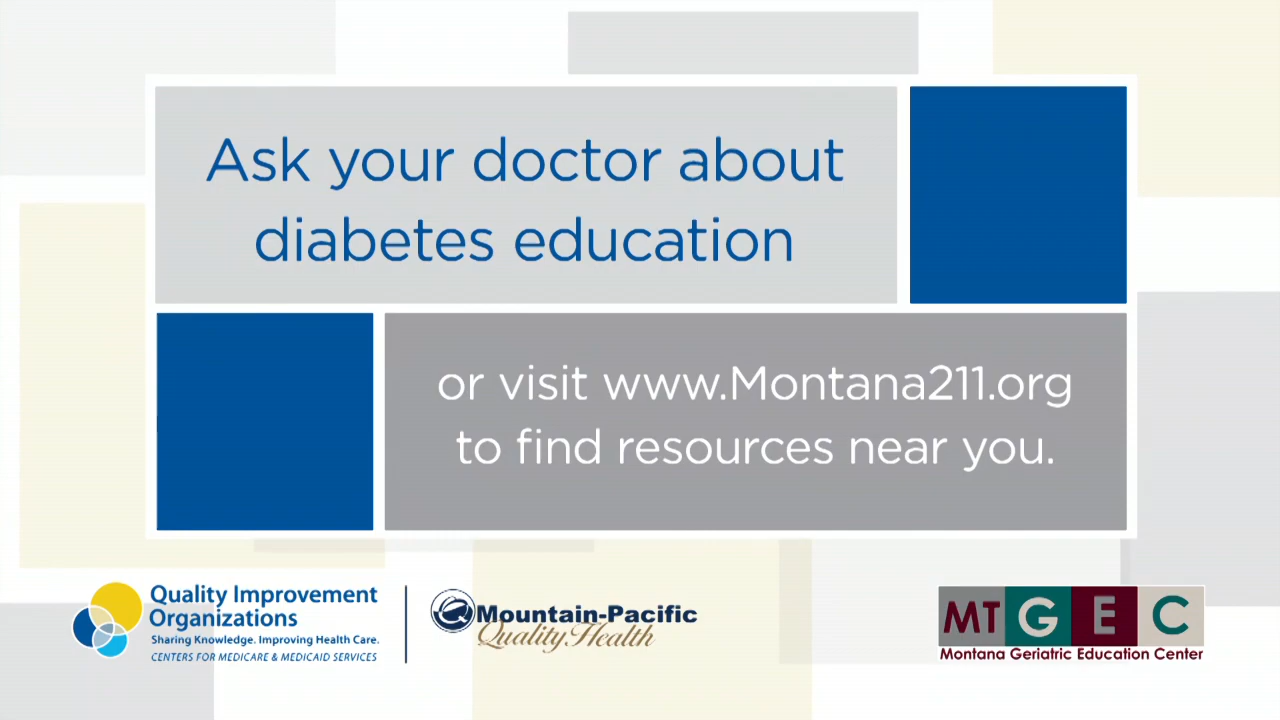 Ask your doctor about
diabetes education
or visit www.Montana211.org
to find resources near you.
Quality Improvement
Organizations
Sharing Knowledge. Improving Health Care.
CENTERS FOR MEDICARE & MEDICAID SERVICES
Mountain-Pacific
Quality Health
MT G E C
Montana Geriatric Education Center